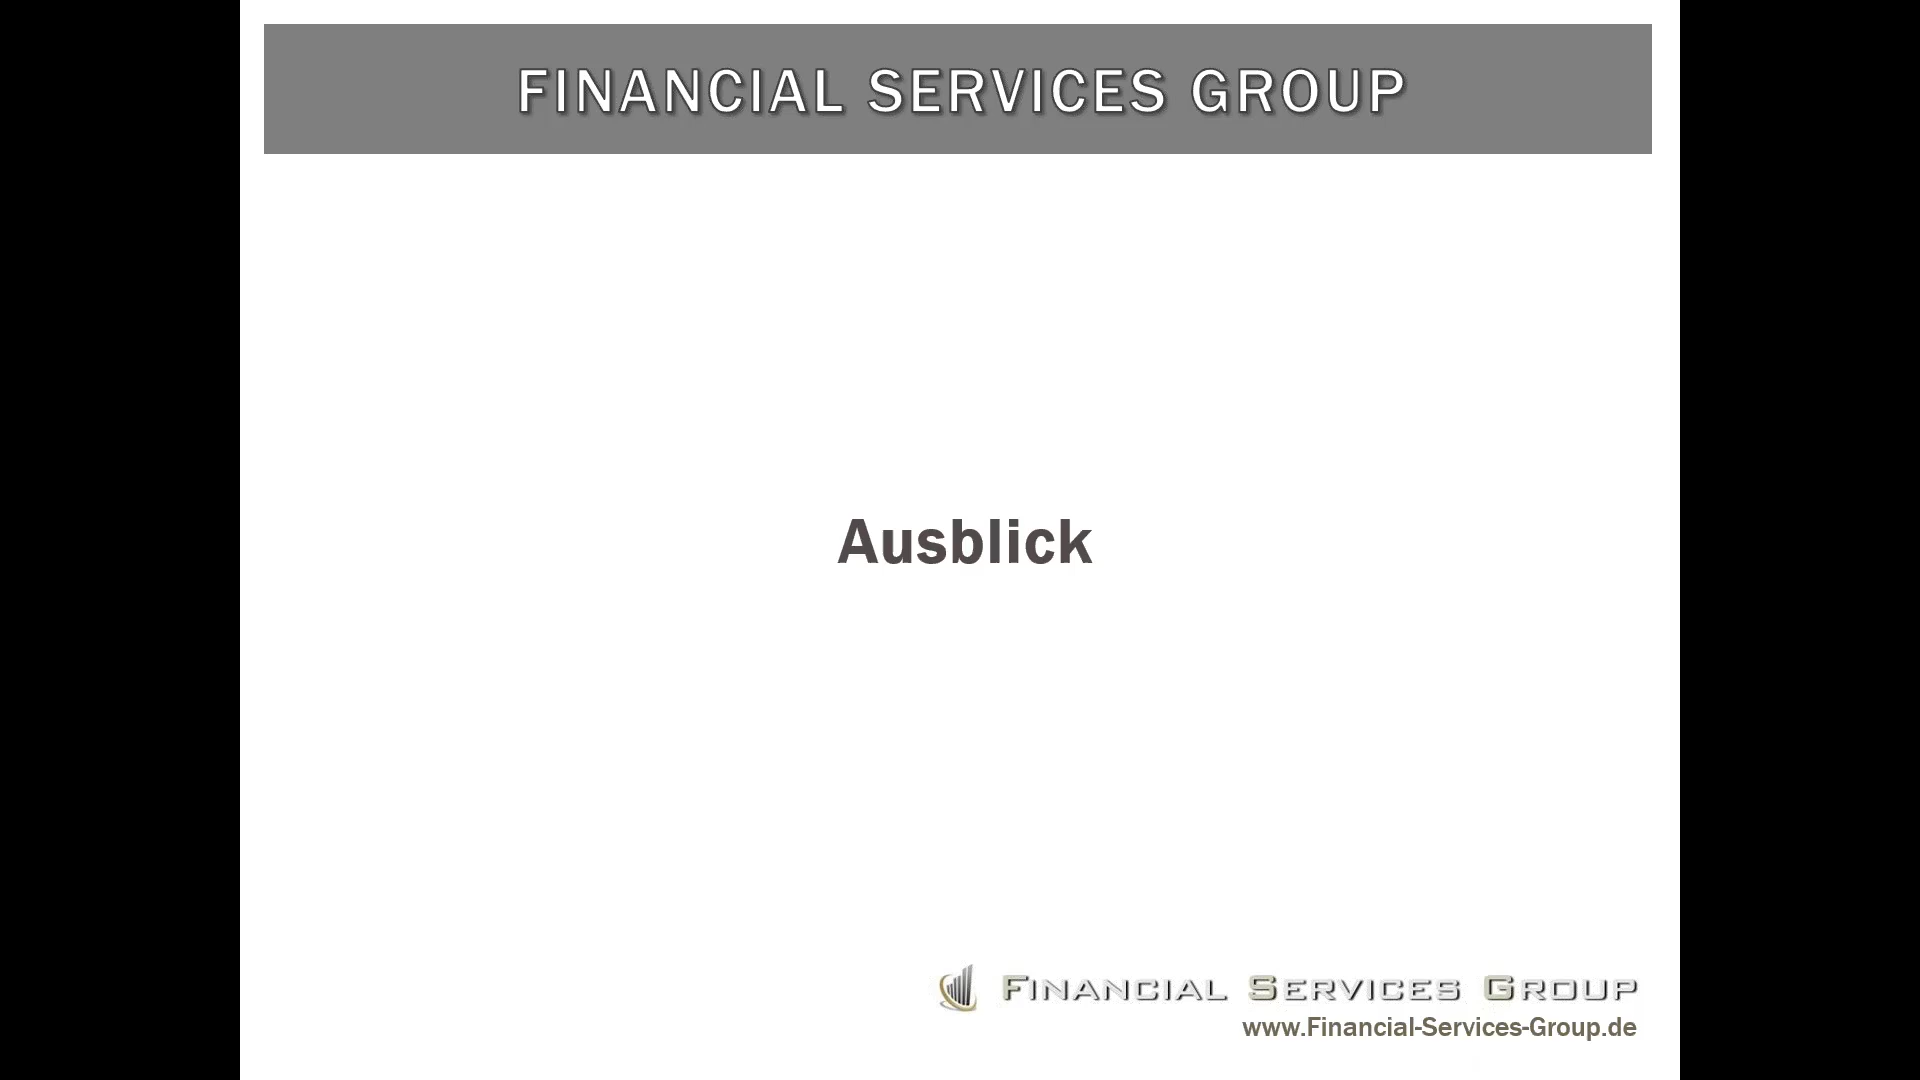 FINANCIAL SERVICES GROUP
Ausblick
Financial Services Group
www.Financial-Services-Group.de